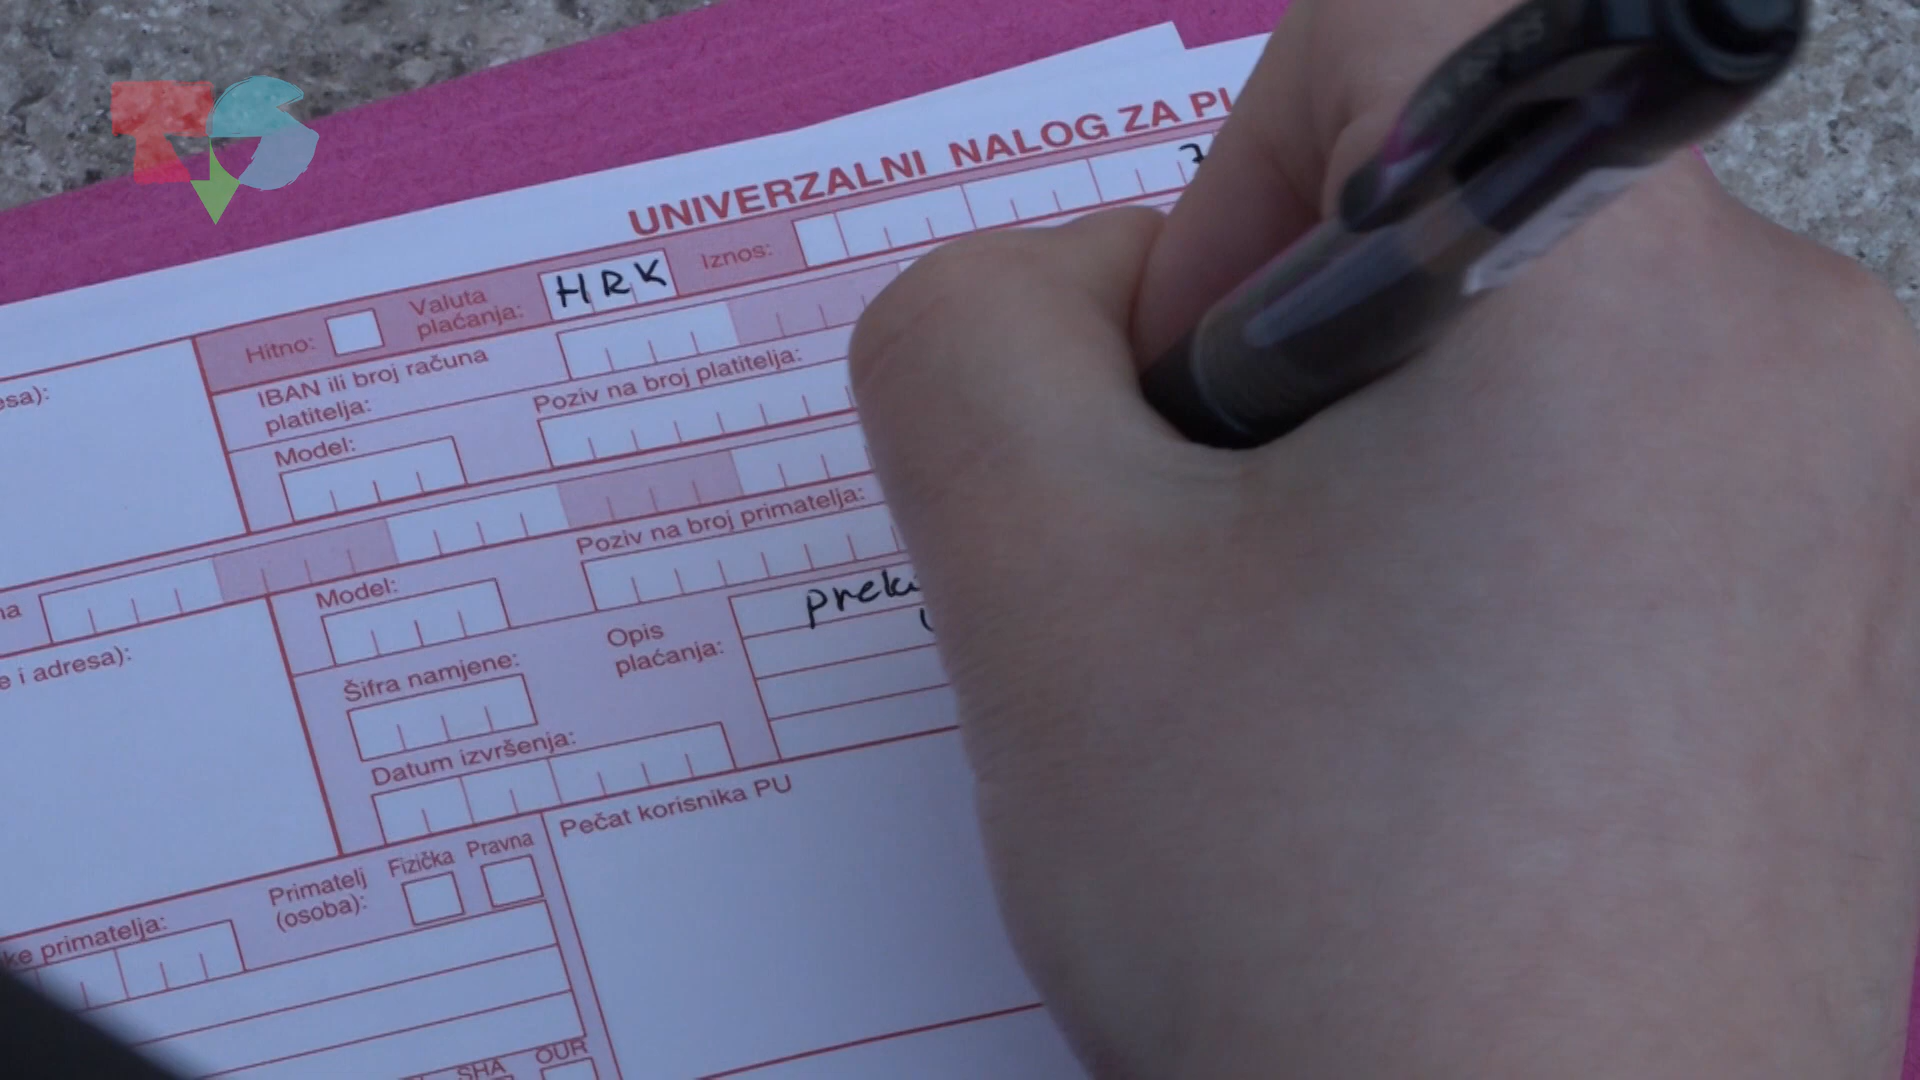 UNIVERZALNI NALOG ZA PL
Hitno:
Valuta plaćanja:
HRK
Iznos:
7
esa):
IBAN ili broj računa
platitelja:
Poziv na broj platitelja:
Model:
na
Poziv na broj primatelja:
Model:
e i adresa):
Šifra namjene:
Opis
plaćanja:
prek
Datum izvršenja:
Pečat korisnika PU
Primatelj
(osoba):
Fizička
Pravna
ke primatelja:
SHA
OUR